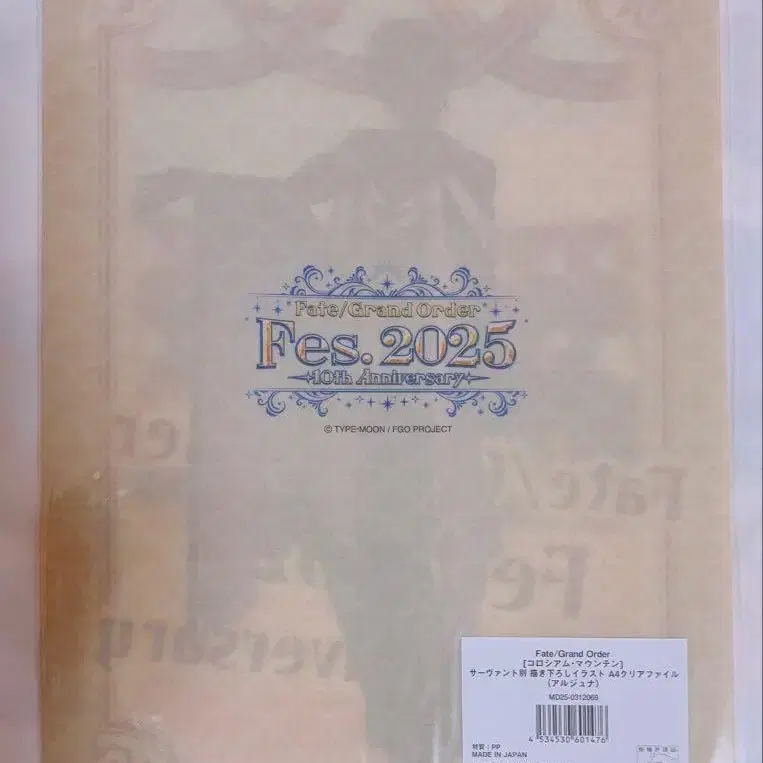 Fate/Grand Order
Fes. 2025
10th Anniversary
© TYPE-MOON / FGO PROJECT
Fate/Grand Order
[コロシアム・マウンテン]
サーヴァント別 描き下ろしイラスト A4クリアファイル
(アルジュナ)
MD25-0312069
4 534530 601476
材質：PP
MADE IN JAPAN